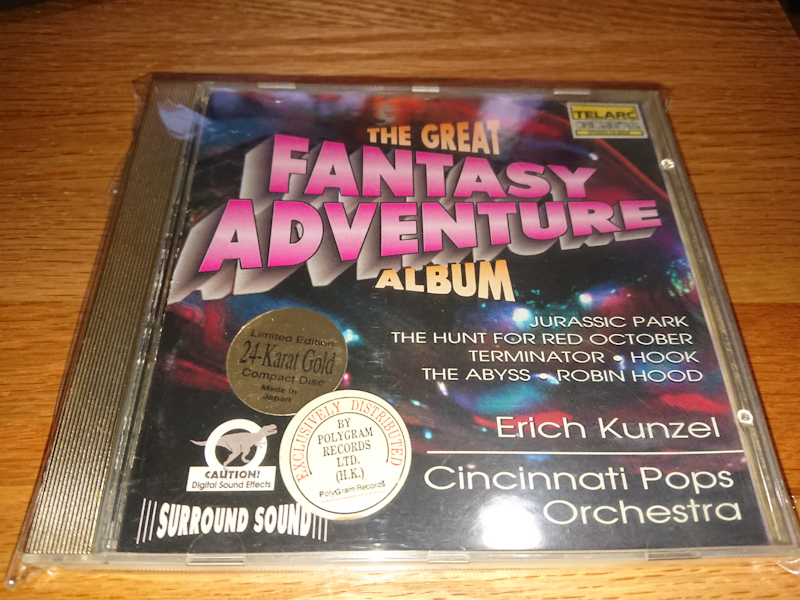 TELARC
DIGITAL
THE GREAT
FANTASY
ADVENTURE
ALBUM
JURASSIC PARK
THE HUNT FOR RED OCTOBER
TERMINATOR • HOOK
THE ABYSS • ROBIN HOOD
Limited Edition
24-Karat Gold
Compact Disc
Made in
Japan
EXCLUSIVELY DISTRIBUTED
BY
POLYGRAM
RECORDS
LTD.
(H.K.)
PolyGram Records
Erich Kunzel
Cincinnati Pops
Orchestra
CAUTION!
Digital Sound Effects
SURROUND SOUND